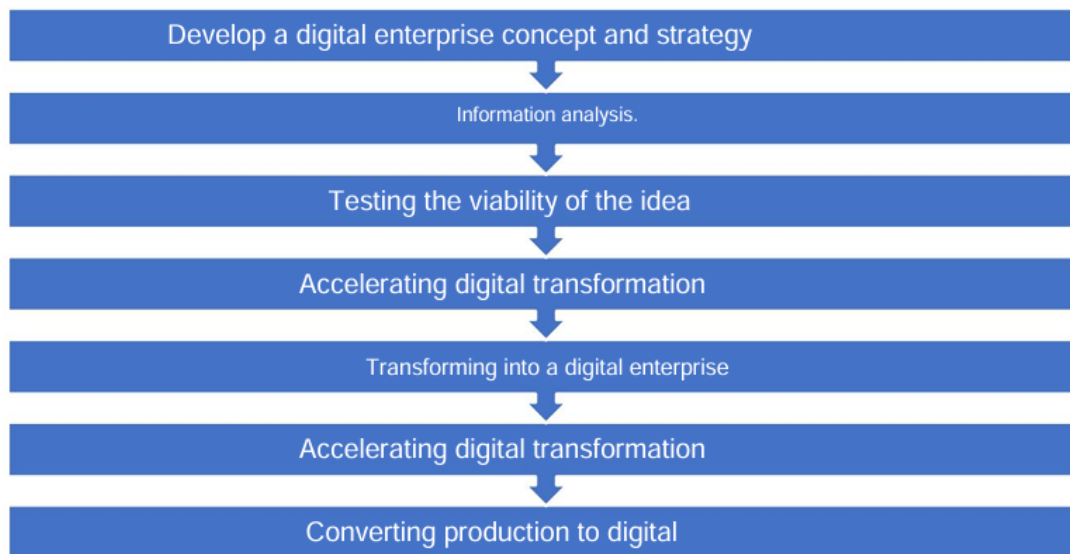 Develop a digital enterprise concept and strategy
Information analysis.
Testing the viability of the idea
Accelerating digital transformation
Transforming into a digital enterprise
Accelerating digital transformation
Converting production to digital